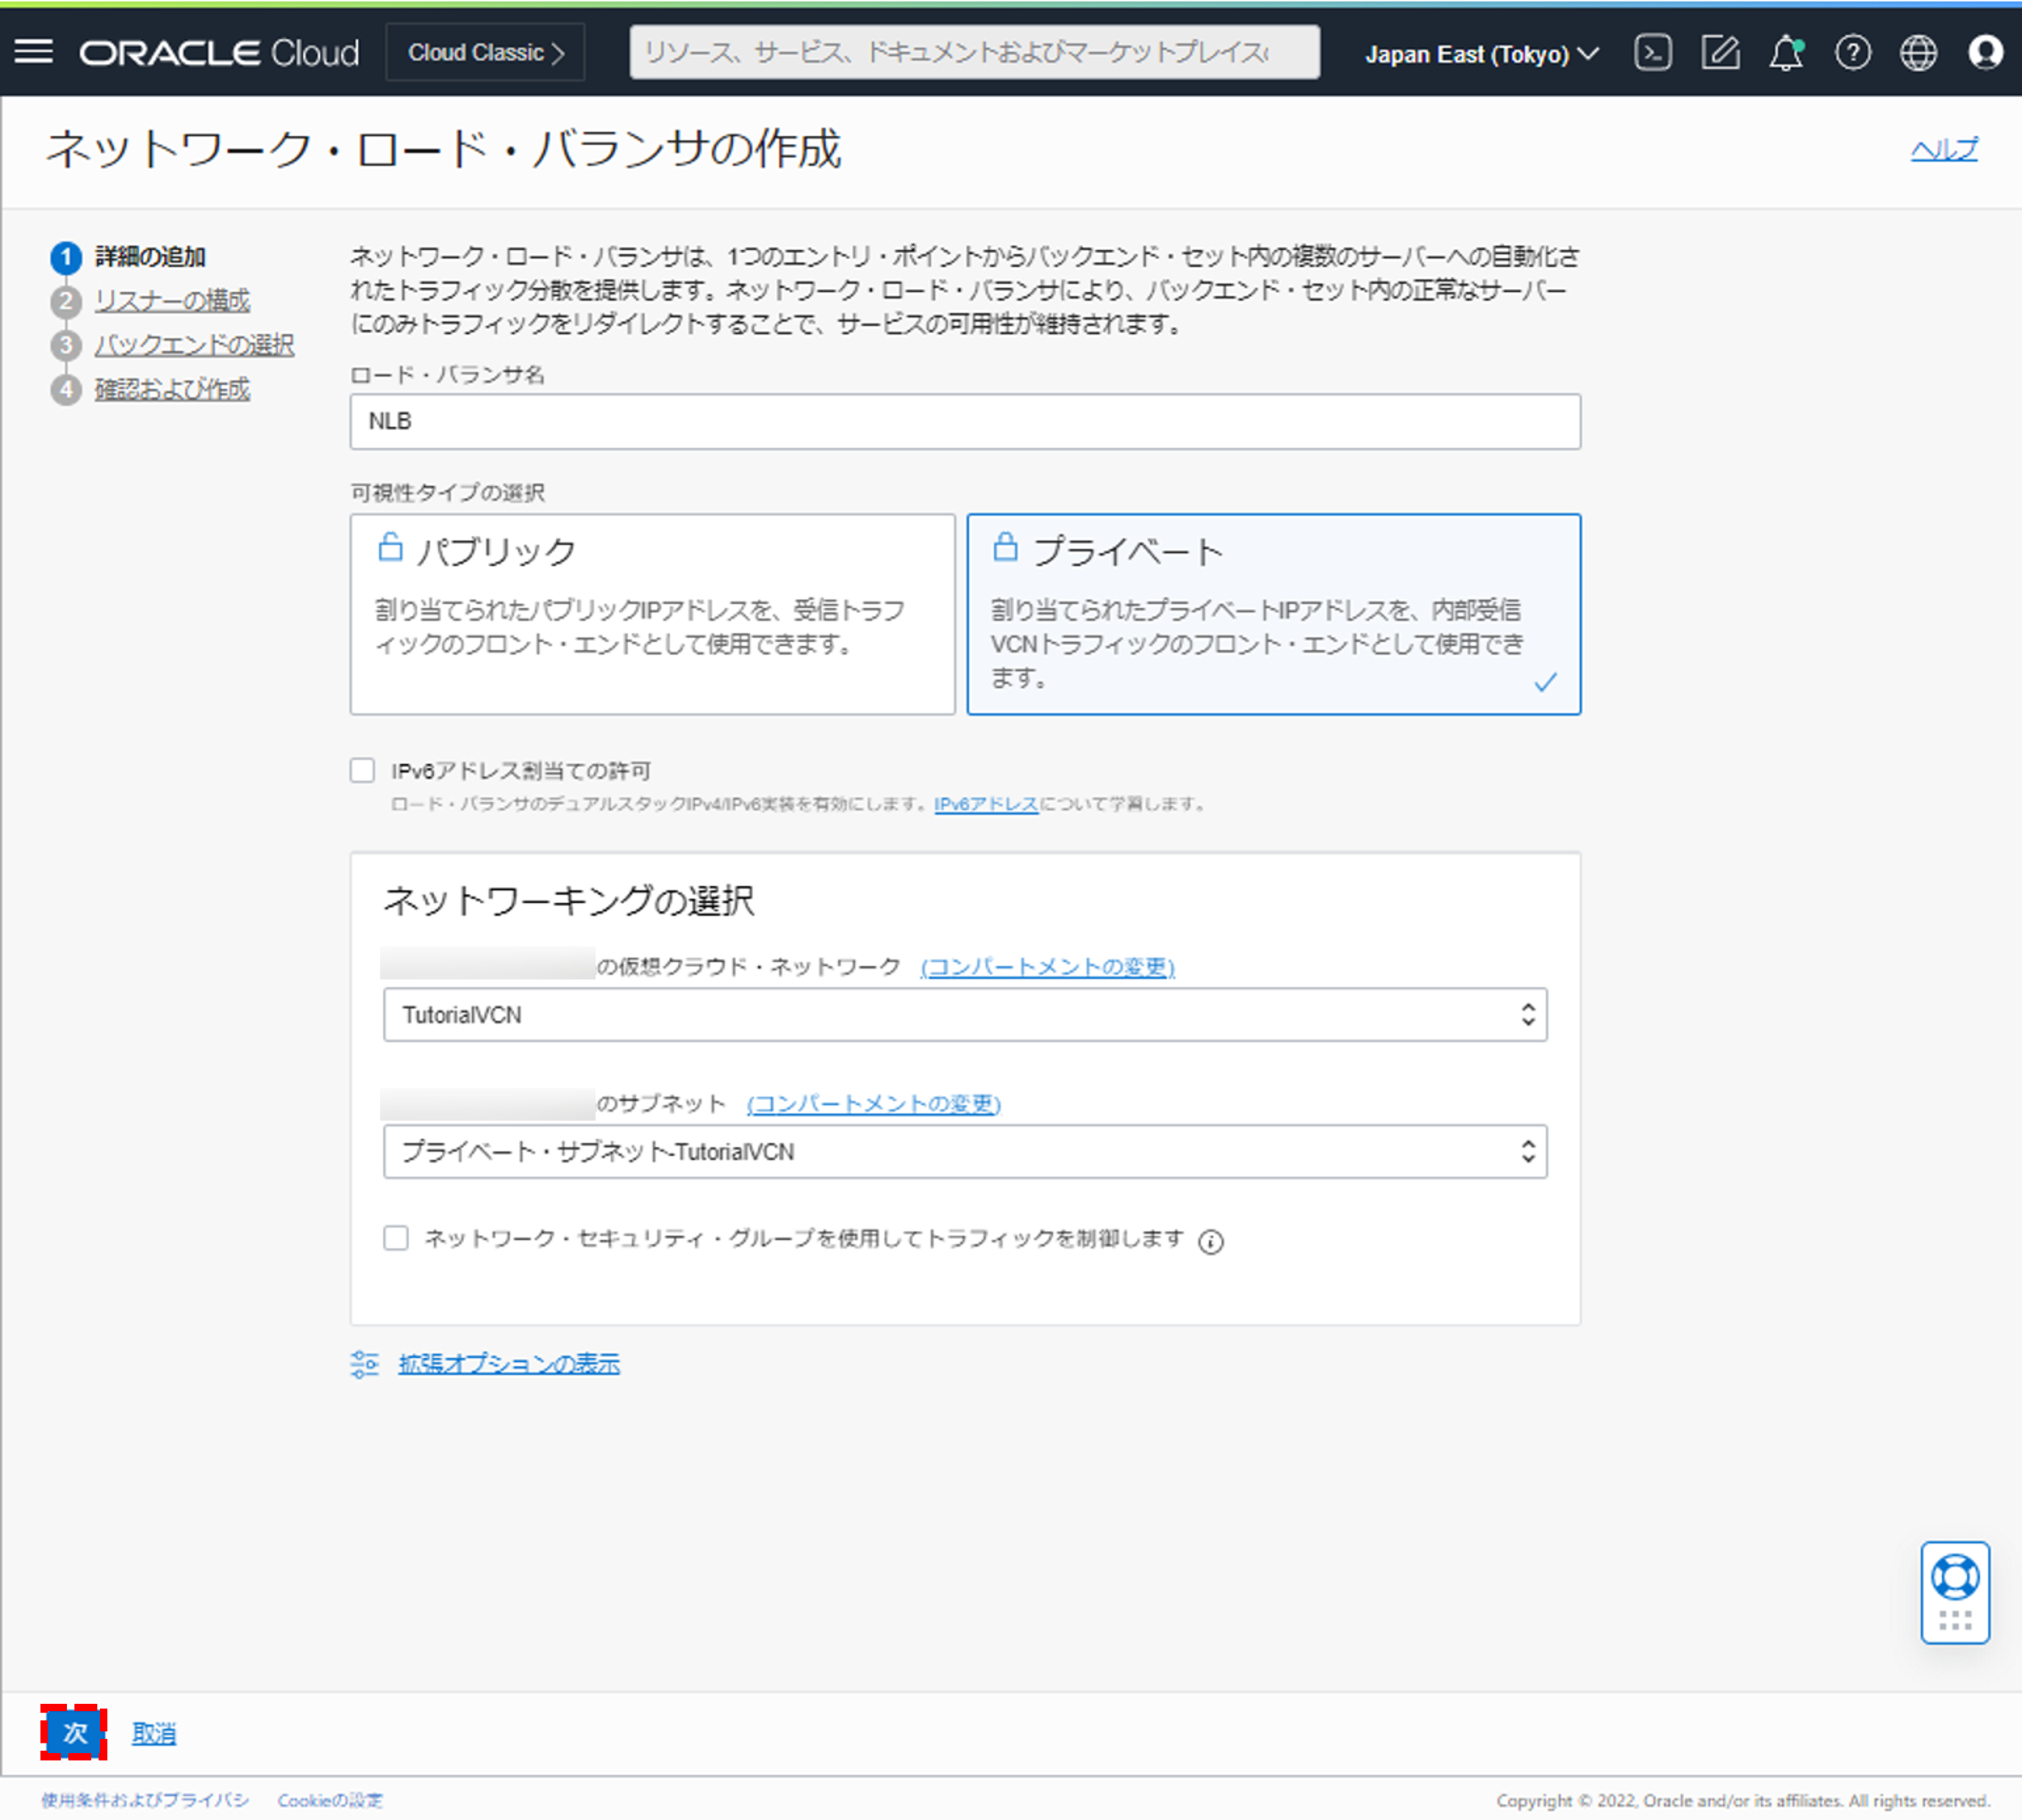 ORACLE Cloud
Cloud Classic >
リソース、サービス、ドキュメントおよびマーケットプレイス
Japan East (Tokyo)
ネットワーク・ロード・バランサの作成
ヘルプ
1 詳細の追加
2 リスナーの構成
3 バックエンドの選択
4 確認および作成
ネットワーク・ロード・バランサは、1つのエントリ・ポイントからバックエンド・セット内の複数のサーバーへの自動化さ
れたトラフィック分散を提供します。ネットワーク・ロード・バランサにより、バックエンド・セット内の正常なサーバー
にのみトラフィックをリダイレクトすることで、サービスの可用性が維持されます。
ロード・バランサ名
NLB
可視性タイプの選択
パブリック
割り当てられたパブリックIPアドレスを、受信トラフ
ィックのフロント・エンドとして使用できます。
プライベート
割り当てられたプライベートIPアドレスを、内部受信
VCNトラフィックのフロント・エンドとして使用でき
ます。
IPv6アドレス割当ての許可
ロード・バランサのデュアルスタックIPv4/IPv6実装を有効にします。IPv6アドレスについて学習します。
ネットワーキングの選択
の仮想クラウド・ネットワーク (コンパートメントの変更)
TutorialVCN
のサブネット (コンパートメントの変更)
プライベート・サブネット-TutorialVCN
ネットワーク・セキュリティ・グループを使用してトラフィックを制御します
拡張オプションの表示
次 取消
使用条件およびプライバシ Cookieの設定
Copyright © 2022, Oracle and/or its affiliates. All rights reserved.